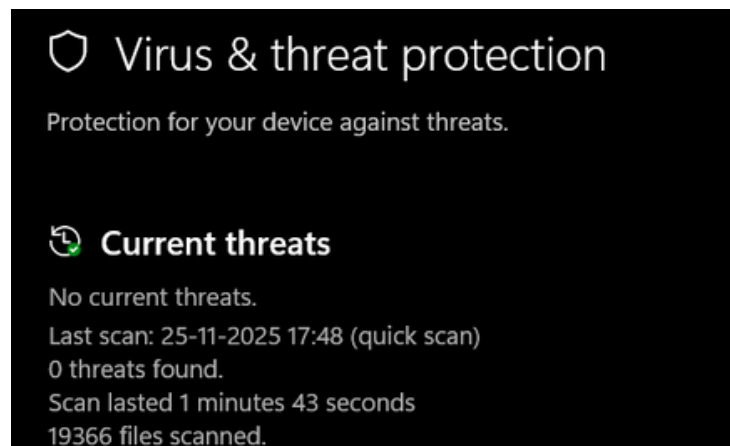 Virus & threat protection
Protection for your device against threats.
Current threats
No current threats.
Last scan: 25-11-2025 17:48 (quick scan)
0 threats found.
Scan lasted 1 minutes 43 seconds
19366 files scanned.